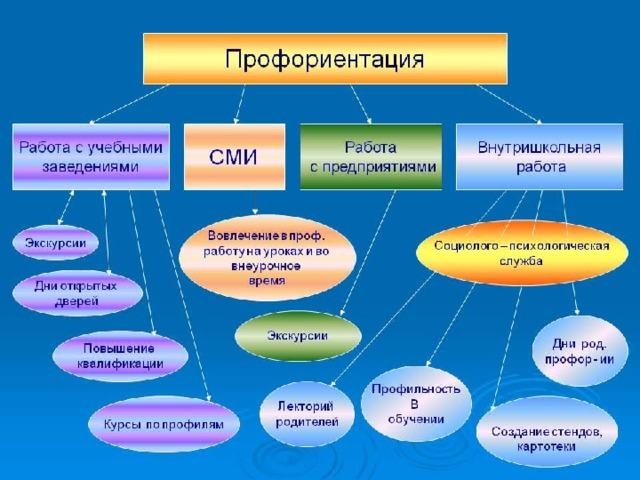 Профориентация
Работа с учебными
заведениями
СМИ
Работа
с предприятиями
Внутришкольная
работа
Экскурсии
Вовлечение в проф.
работу на уроках и во
внеурочное
время
Социолого – психологическая
служба
Дни открытых
дверей
Экскурсии
Повышение
квалификации
Дни род.
профор - ии
Профильность
В
обучении
Лекторий
родителей
Курсы по профилям
Создание стендов,
картотеки